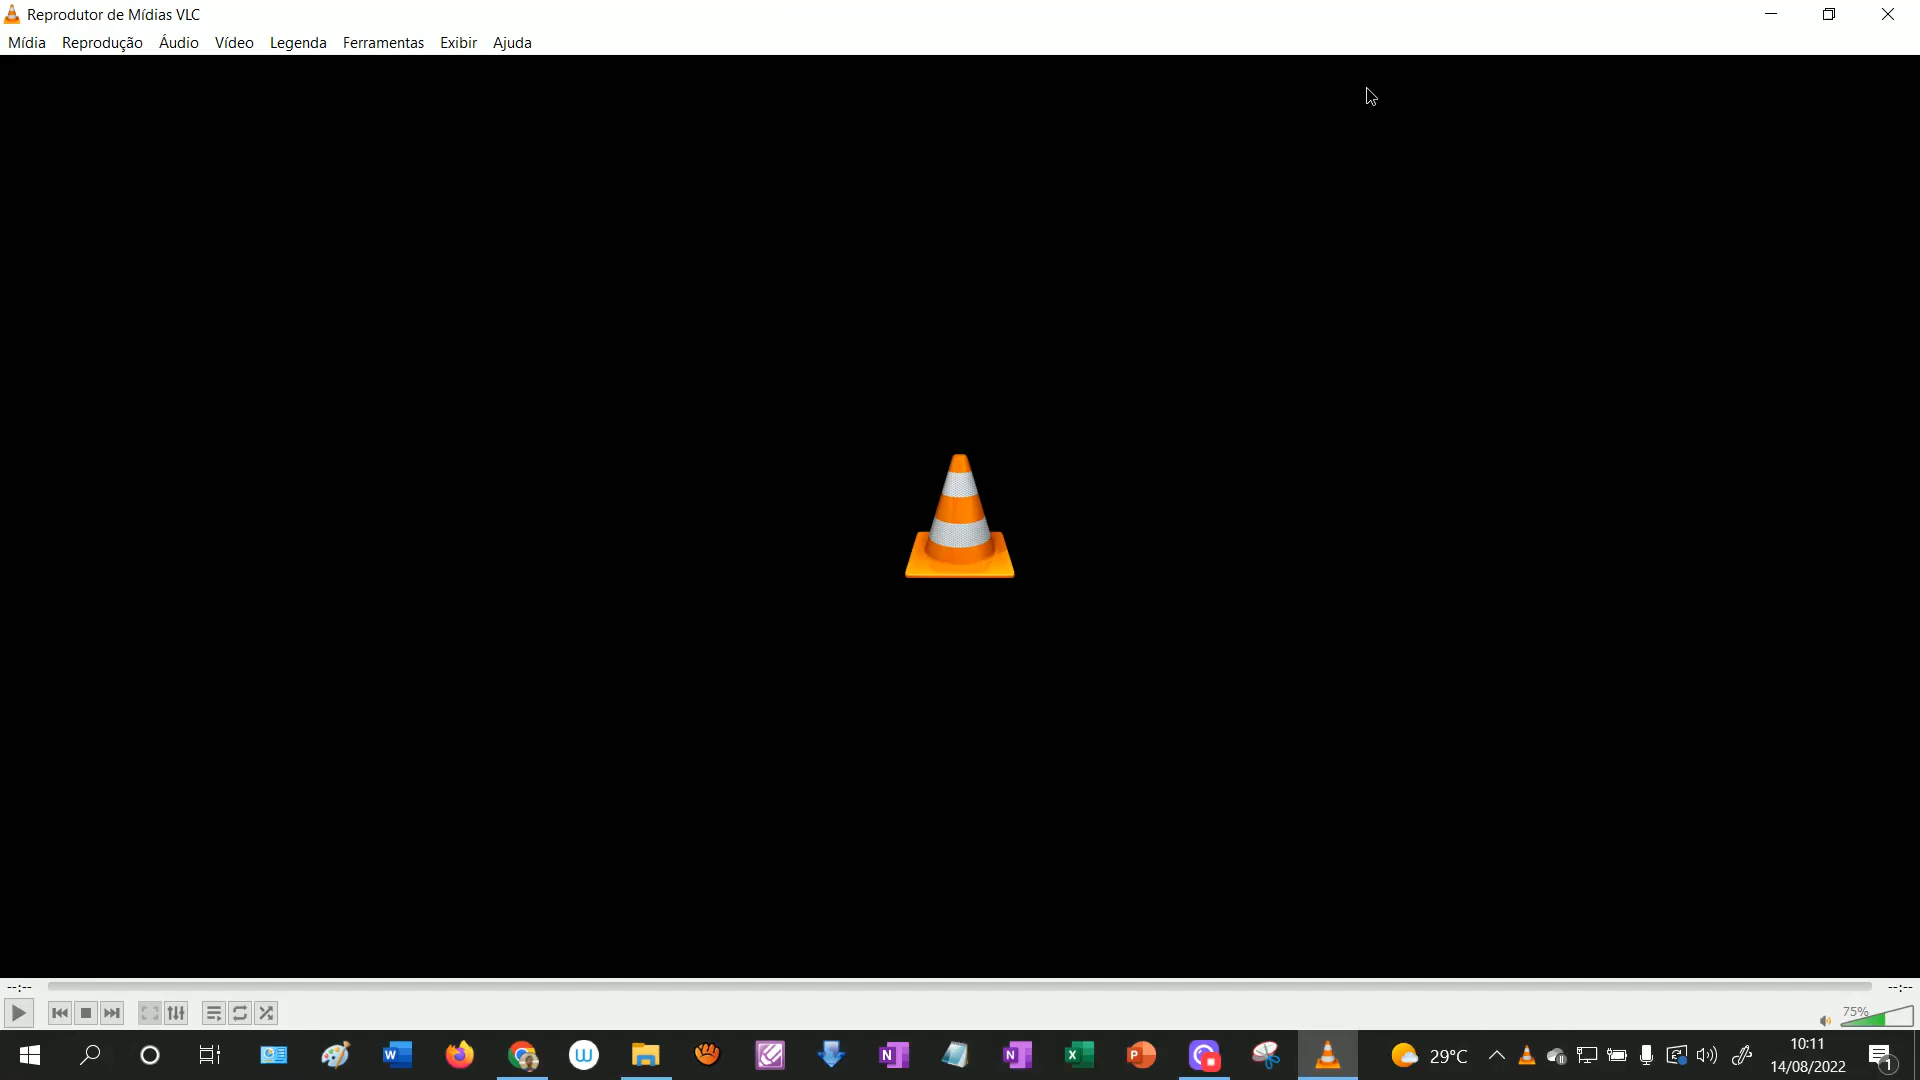 Reprodutor de Mídias VLC
Mídia Reprodução Áudio Vídeo Legenda Ferramentas Exibir Ajuda
--:-- --:--
75%
29°C
10:11
14/08/2022
1